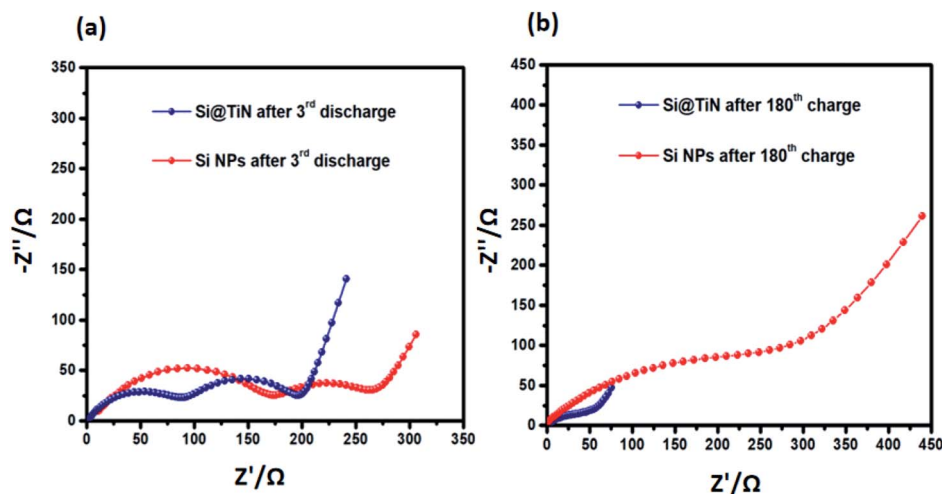 (a)
350
300
250
200
150
100
50
0
-Z''/Ω
Si@TiN after 3rd discharge
Si NPs after 3rd discharge
0 50 100 150 200 250 300 350
Z'/Ω
(b)
450
400
350
300
250
200
150
100
50
0
-Z''/Ω
Si@TiN after 180th charge
Si NPs after 180th charge
0 50 100 150 200 250 300 350 400 450
Z'/Ω